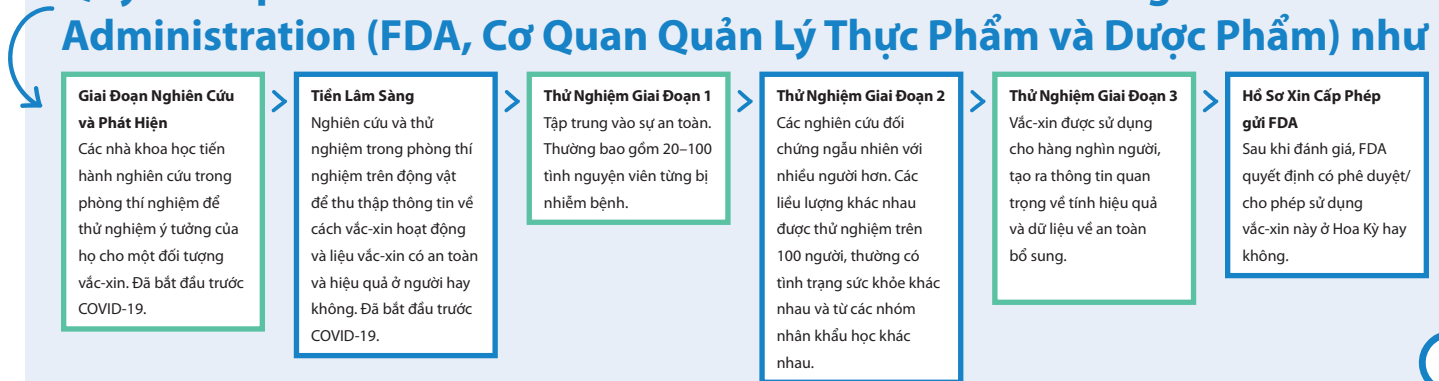 Administration (FDA, Cơ Quan Quản Lý Thực Phẩm và Dược Phẩm) như
Giai Đoạn Nghiên Cứu
và Phát Hiện
Các nhà khoa học tiến
hành nghiên cứu trong
phòng thí nghiệm để
thử nghiệm ý tưởng của
họ cho một đối tượng
vắc-xin. Đã bắt đầu trước
COVID-19.
Tiền Lâm Sàng
Nghiên cứu và thử
nghiệm trong phòng thí
nghiệm trên động vật
để thu thập thông tin về
cách vắc-xin hoạt động
và liệu vắc-xin có an toàn
và hiệu quả ở người hay
không. Đã bắt đầu trước
COVID-19.
Thử Nghiệm Giai Đoạn 1
Tập trung vào sự an toàn.
Thường bao gồm 20–100
tình nguyện viên từng bị
nhiễm bệnh.
Thử Nghiệm Giai Đoạn 2
Các nghiên cứu đối
chứng ngẫu nhiên với
nhiều người hơn. Các
liều lượng khác nhau
được thử nghiệm trên
100 người, thường có
tình trạng sức khỏe khác
nhau và từ các nhóm
nhân khẩu học khác
nhau.
Thử Nghiệm Giai Đoạn 3
Vắc-xin được sử dụng
cho hàng nghìn người,
tạo ra thông tin quan
trọng về tính hiệu quả
và dữ liệu về an toàn
bổ sung.
Hồ Sơ Xin Cấp Phép
gửi FDA
Sau khi đánh giá, FDA
quyết định có phê duyệt/
cho phép sử dụng
vắc-xin này ở Hoa Kỳ hay
không.